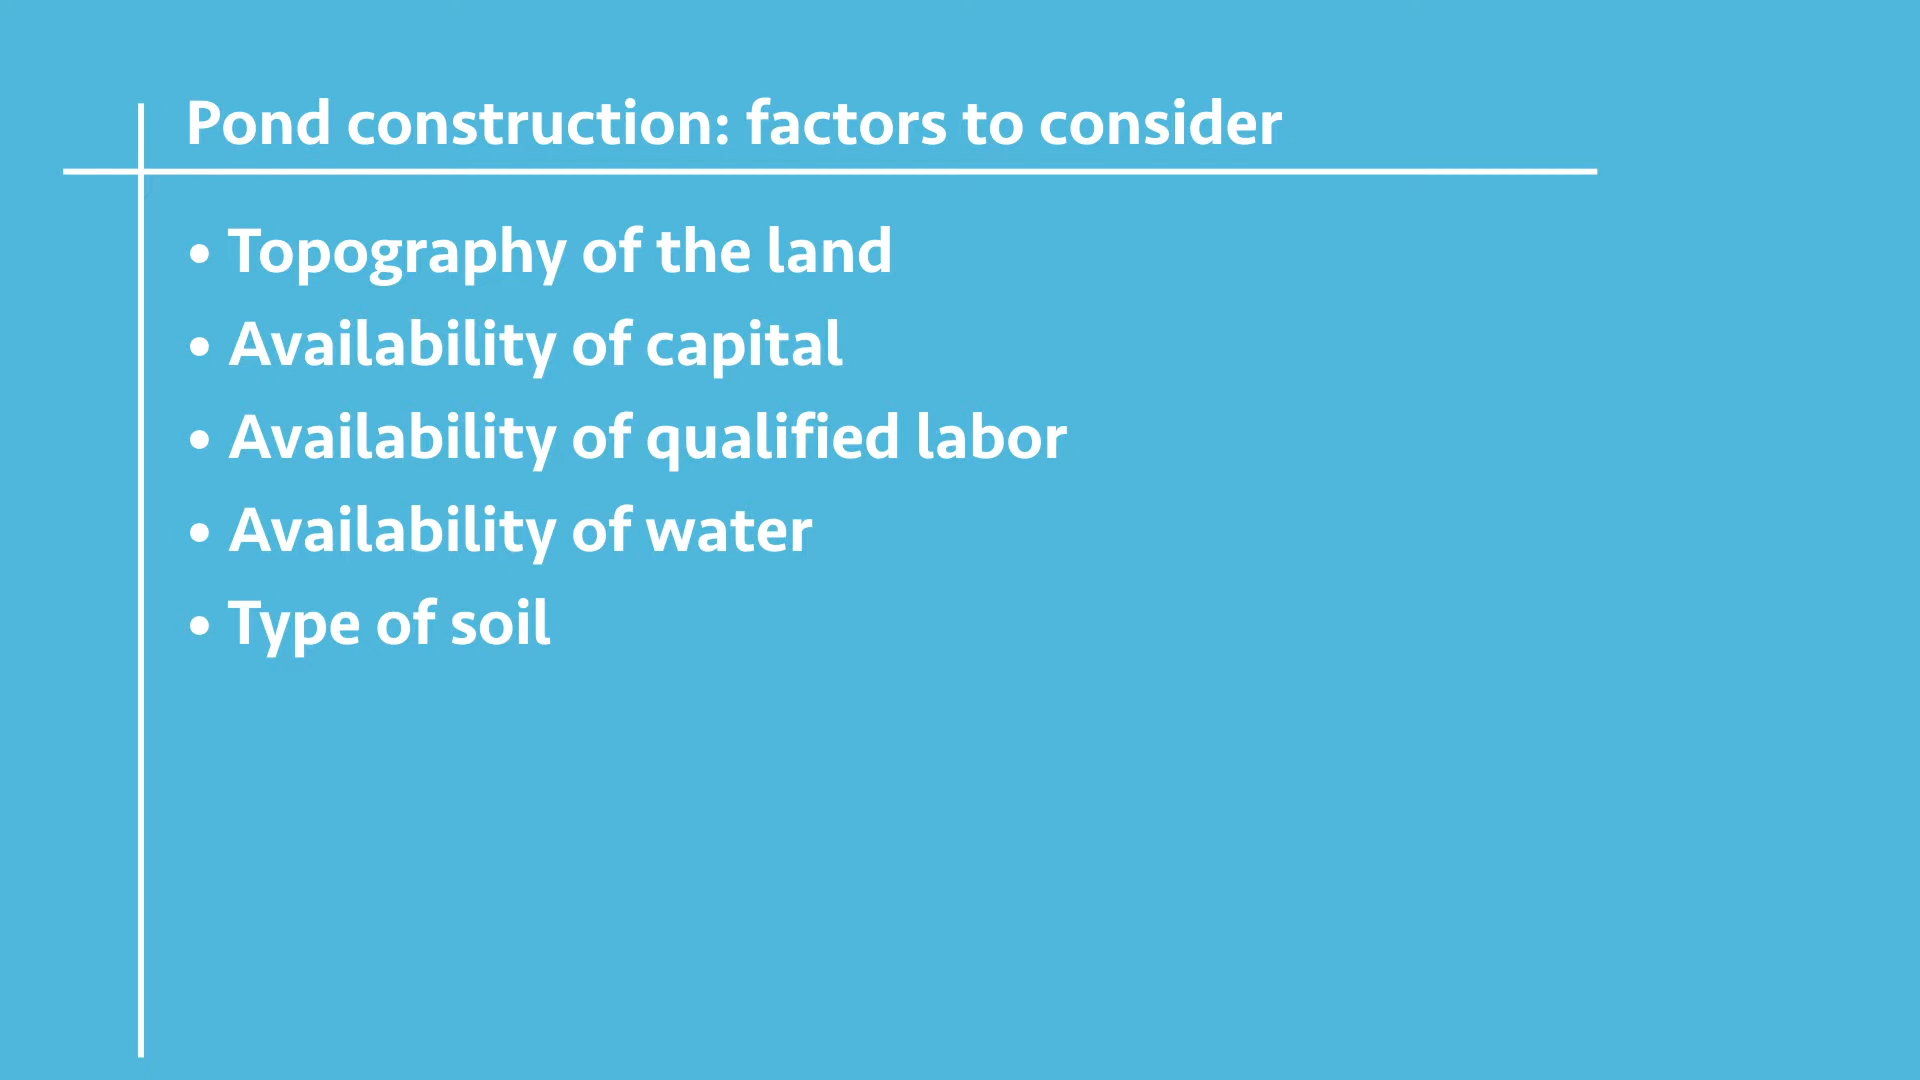 Pond construction: factors to consider
• Topography of the land
• Availability of capital
• Availability of qualified labor
• Availability of water
• Type of soil